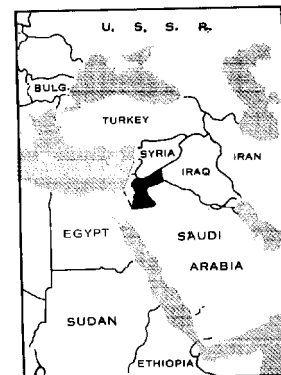 U. S. S. R.
BULG.
TURKEY
SYRIA
IRAN
IRAQ
EGYPT
SAUDI
ARABIA
SUDAN
ETHIOPIA